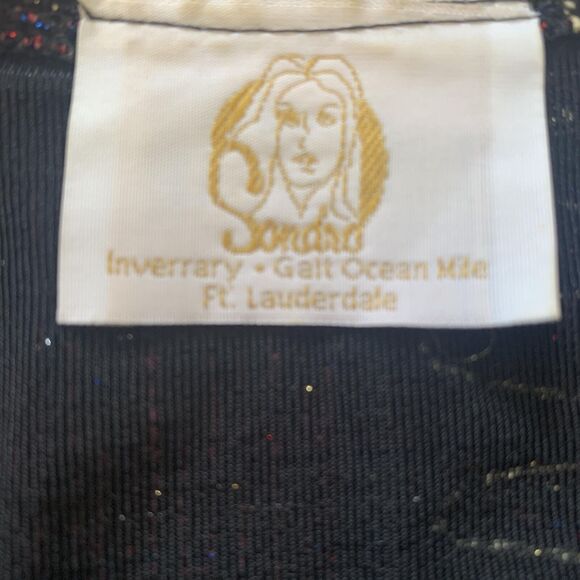 Sondra
Inverrary • Galt Ocean Mile
Ft. Lauderdale